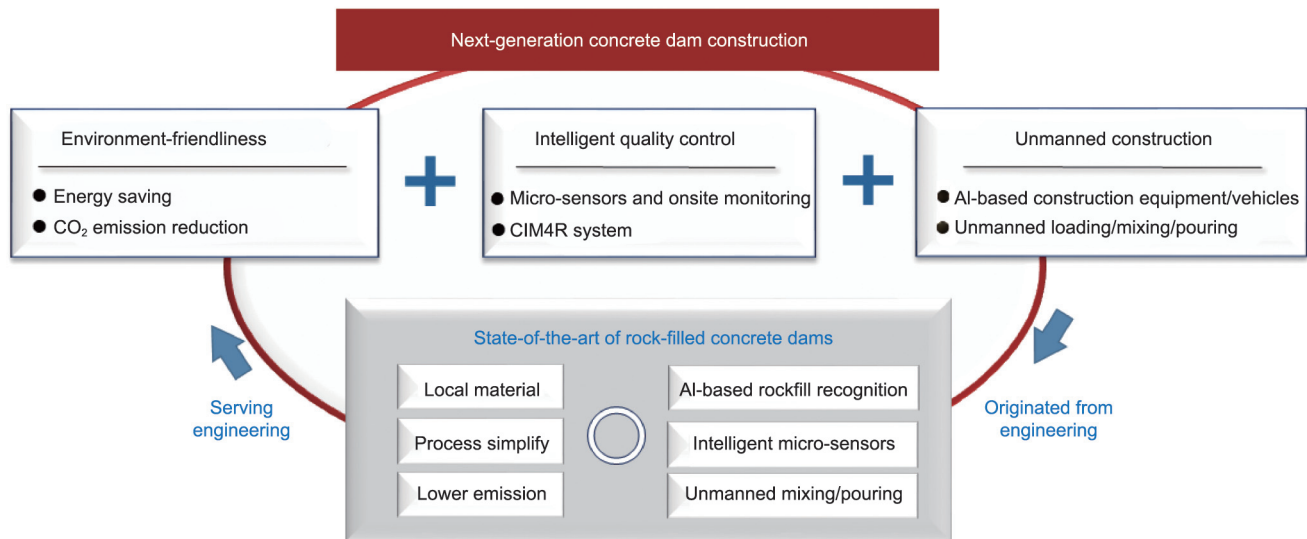 Next-generation concrete dam construction
Environment-friendliness
Energy saving
CO₂ emission reduction
Intelligent quality control
Micro-sensors and onsite monitoring
CIM4R system
Unmanned construction
AI-based construction equipment/vehicles
Unmanned loading/mixing/pouring
State-of-the-art of rock-filled concrete dams
Local material
Process simplify
Lower emission
AI-based rockfill recognition
Intelligent micro-sensors
Unmanned mixing/pouring
Serving
engineering
Originated from
engineering